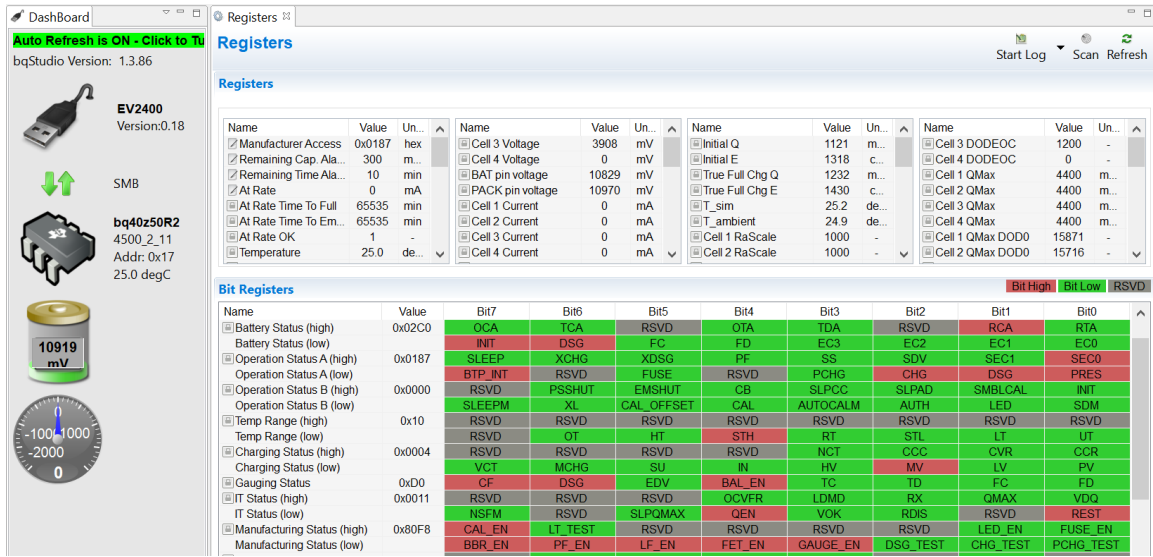 DashBoard
Registers
Auto Refresh is ON - Click to Tu
bqStudio Version: 1.3.86
EV2400
Version:0.18
SMB
bq40z50R2
4500_2_11
Addr: 0x17
25.0 degC
10919
mV
0
-1000 1000
-2000
0
Registers
Start Log Scan Refresh
Registers
Name Value Un... Name Value Un... Name Value Un... Name Value Un...
Manufacturer Access 0x0187 hex Cell 3 Voltage 3908 mV Initial Q 1121 m... Cell 3 DODEOC 1200 -
Remaining Cap. Ala... 300 m... Cell 4 Voltage 0 mV Initial E 1318 c... Cell 4 DODEOC 0 -
Remaining Time Ala... 10 min BAT pin voltage 10829 mV True Full Chg Q 1232 m... Cell 1 QMax 4400 m...
At Rate 0 mA PACK pin voltage 10970 mV True Full Chg E 1430 c... Cell 2 QMax 4400 m...
At Rate Time To Full 65535 min Cell 1 Current 0 mA T_sim 25.2 de... Cell 3 QMax 4400 m...
At Rate Time To Em... 65535 min Cell 2 Current 0 mA T_ambient 24.9 de... Cell 4 QMax 4400 m...
At Rate OK 1 - Cell 3 Current 0 mA Cell 1 RaScale 1000 - Cell 1 QMax DOD0 15871 -
Temperature 25.0 de... Cell 4 Current 0 mA Cell 2 RaScale 1000 - Cell 2 QMax DOD0 15716 -
Bit Registers Bit High Bit Low RSVD
Name Value Bit7 Bit6 Bit5 Bit4 Bit3 Bit2 Bit1 Bit0
Battery Status (high) 0x02C0 OCA TCA RSVD OTA TDA RSVD RCA RTA
Battery Status (low) INIT DSG FC FD EC3 EC2 EC1 EC0
Operation Status A (high) 0x0187 SLEEP XCHG XDSG PF SS SDV SEC1 SEC0
Operation Status A (low) BTP_INT RSVD FUSE RSVD PCHG CHG DSG PRES
Operation Status B (high) 0x0000 RSVD PSSHUT EMSHUT CB SLPCC SLPAD SMBLCAL INIT
Operation Status B (low) SLEEPM XL CAL_OFFSET CAL AUTOCALM AUTH LED SDM
Temp Range (high) 0x10 RSVD RSVD RSVD RSVD RSVD RSVD RSVD RSVD
Temp Range (low) RSVD OT HT STH RT STL LT UT
Charging Status (high) 0x0004 RSVD RSVD RSVD RSVD NCT CCC CVR CCR
Charging Status (low) VCT MCHG SU IN HV MV LV PV
Gauging Status 0xD0 CF DSG EDV BAL_EN TC TD FC FD
IT Status (high) 0x0011 RSVD RSVD RSVD OCVFR LDMD RX QMAX VDQ
IT Status (low) NSFM RSVD SLPQMAX QEN VOK RDIS RSVD REST
Manufacturing Status (high) 0x80F8 CAL_EN LT_TEST RSVD RSVD RSVD RSVD LED_EN FUSE_EN
Manufacturing Status (low) BBR_EN PF_EN LF_EN FET_EN GAUGE_EN DSG_TEST CHG_TEST PCHG_TEST